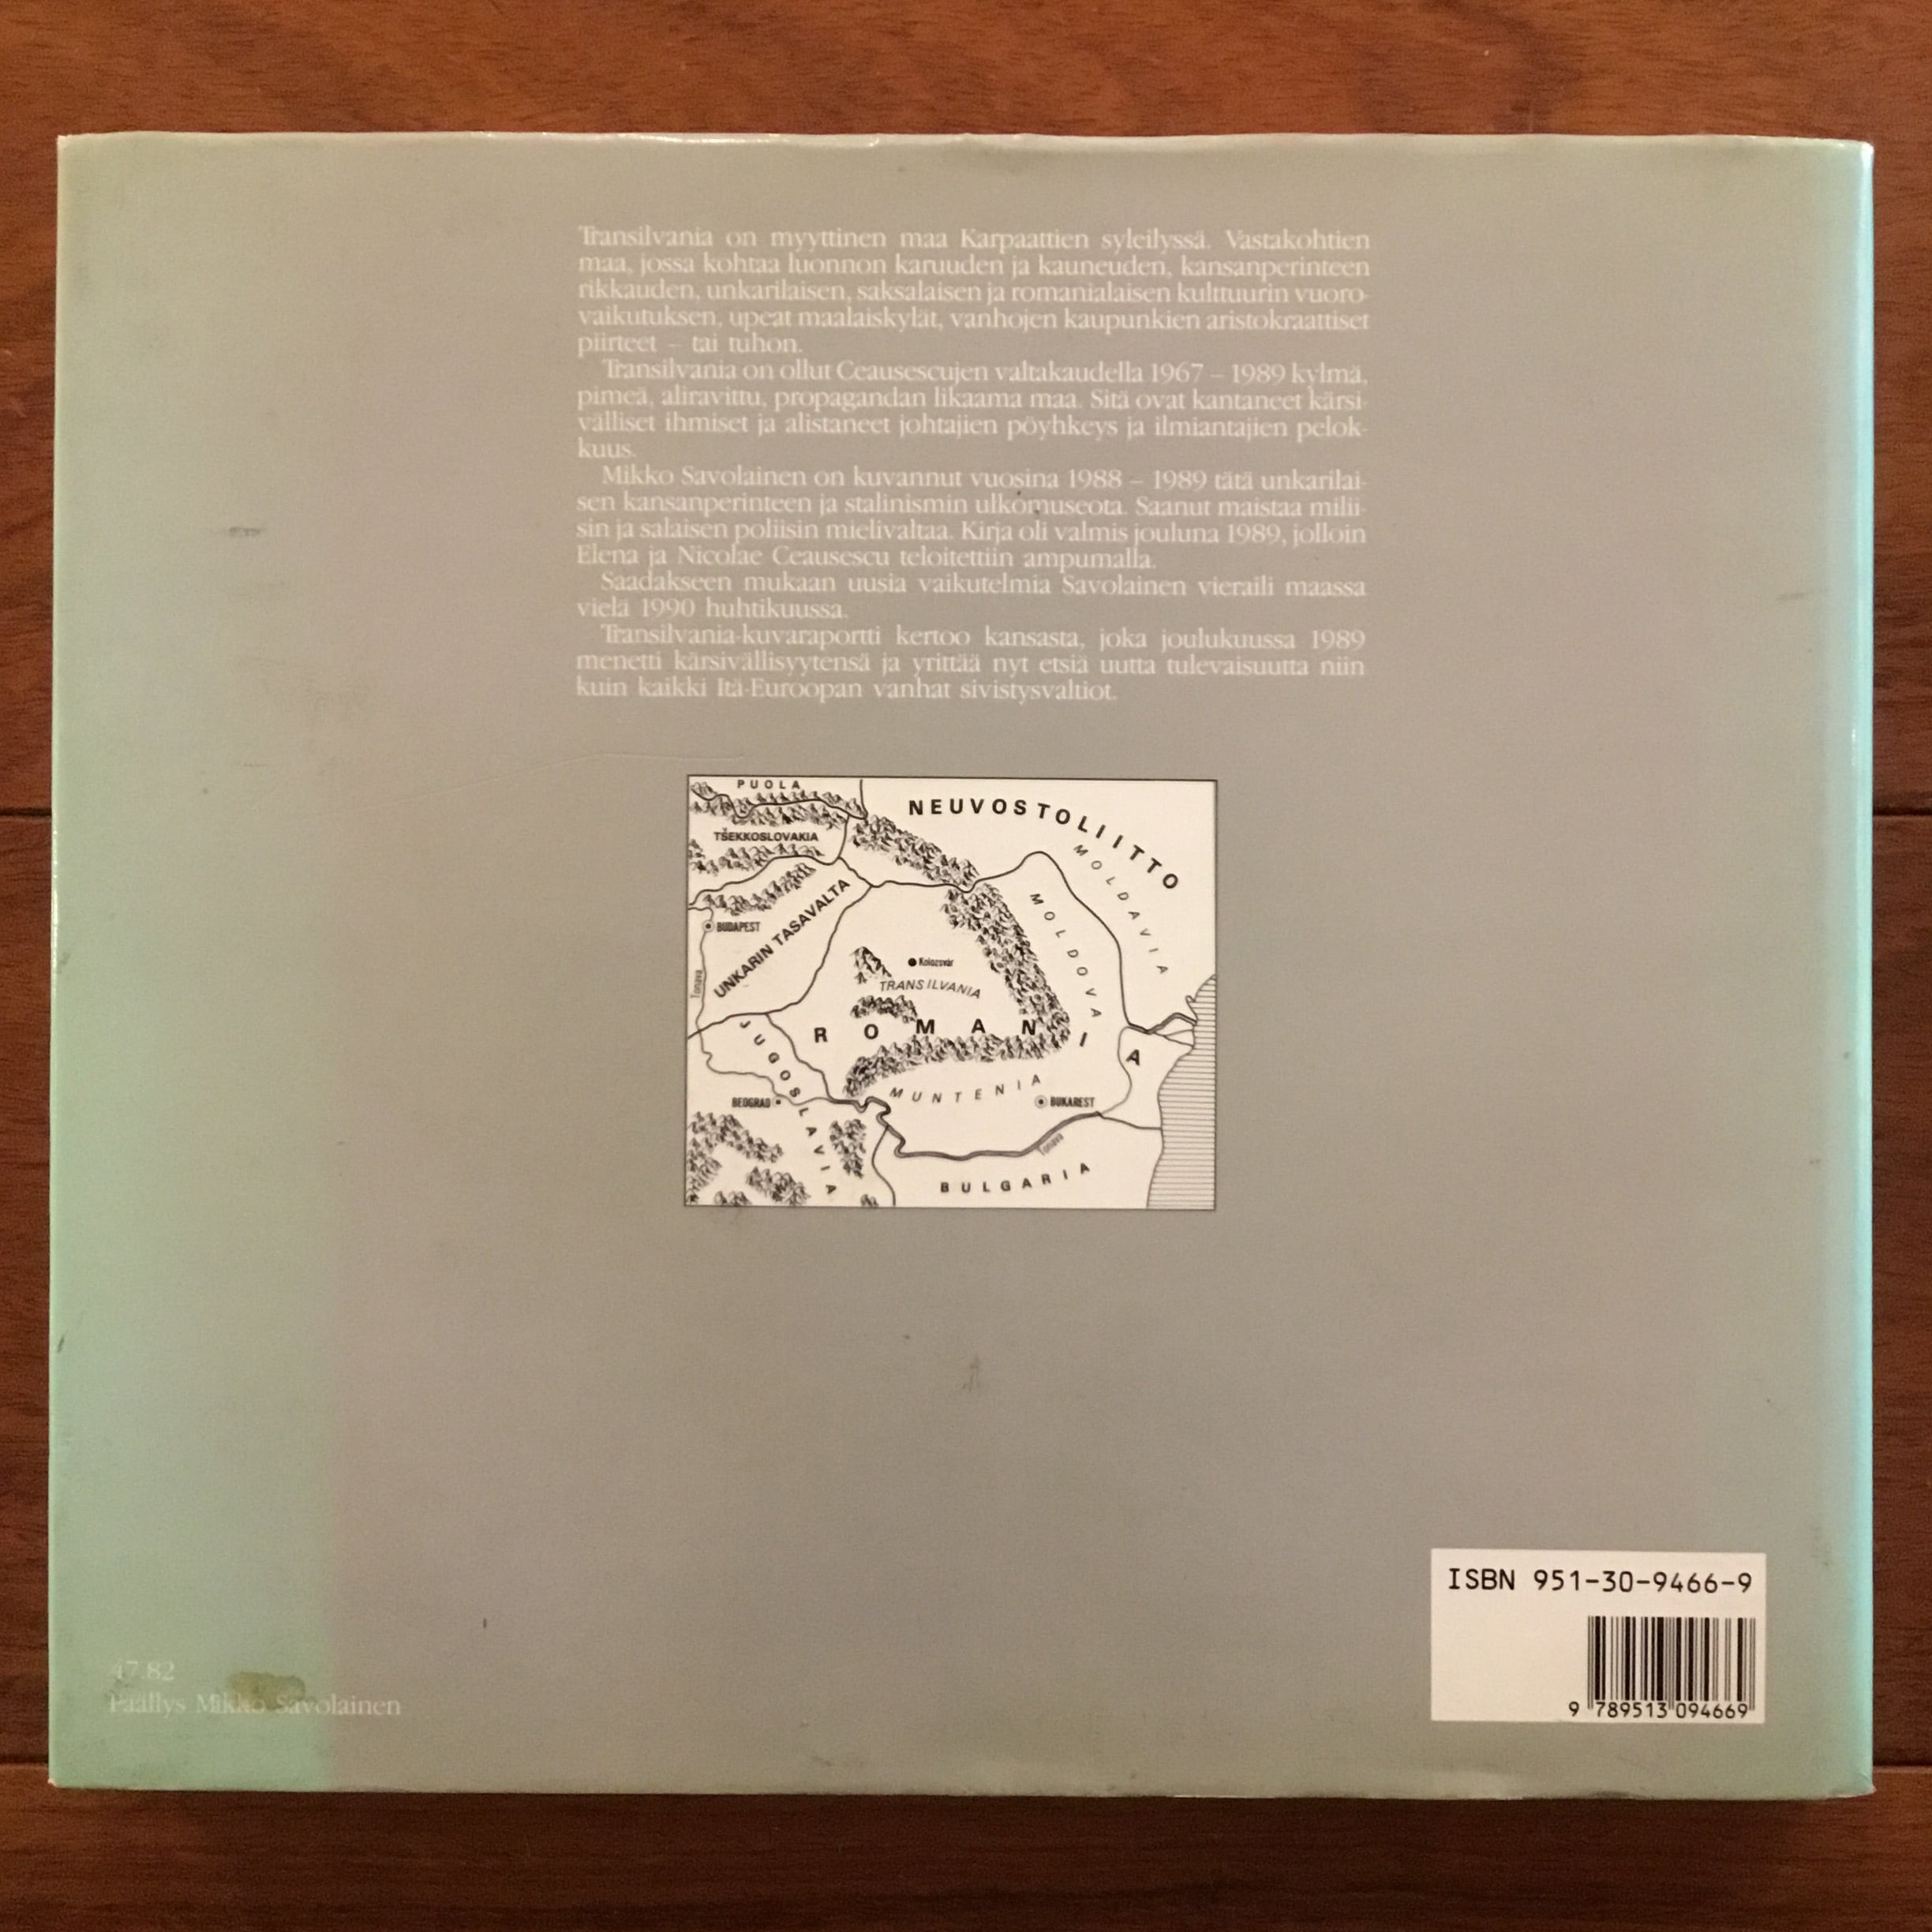 Transilvania on myyttinen maa Karpaattien syleilyssä. Vastakohtien
maa, jossa kohtaa luonnon karuuden ja kauneuden, kansanperinteen
rikkauden, unkarilaisen, saksalaisen ja romanialaisen kulttuurin vuoro-
vaikutuksen, upeat maalaiskylät, vanhojen kaupunkien aristokraattiset
piirteet – tai tuhon.
Transilvania on ollut Ceausescujen valtakaudella 1967 – 1989 kylmä,
pimeä, aliravittu, propagandan likaama maa. Sitä ovat kantaneet kärsi-
välliset ihmiset ja alistaneet johtajien pöyhkeys ja ilmiantajien pelok-
kuus.
Mikko Savolainen on kuvannut vuosina 1988 – 1989 tätä unkarilai-
sen kansanperinteen ja stalinismin ulkomuseota. Saanut maistaa milii-
sin ja salaisen poliisin mielivaltaa. Kirja oli valmis jouluna 1989, jolloin
Elena ja Nicolae Ceausescu teloitettiin ampumalla.
Saadakseen mukaan uusia vaikutelmia Savolainen vieraili maassa
vielä 1990 huhtikuussa.
Transilvania-kuvaraportti kertoo kansasta, joka joulukuussa 1989
menetti kärsivällisyytensä ja yrittää nyt etsiä uutta tulevaisuutta niin
kuin kaikki Itä-Euroopan vanhat sivistysvaltiot.
PUOLA
NEUVOSTOLIITTO
TŠEKKOSLOVAKIA
MOLDAVIA
UNKARIN TASAVALTA
MOLDOVA
BUDAPEST
Kolozsvár
Tonava
TRANSILVANIA
ROMANIA
JUGOSLAVIA
MUNTENIA
BEOGRAD
BUKAREST
Tonava
BULGARIA
ISBN 951-30-9466-9
9 789513 094669
47.82
Päällys Mikko Savolainen